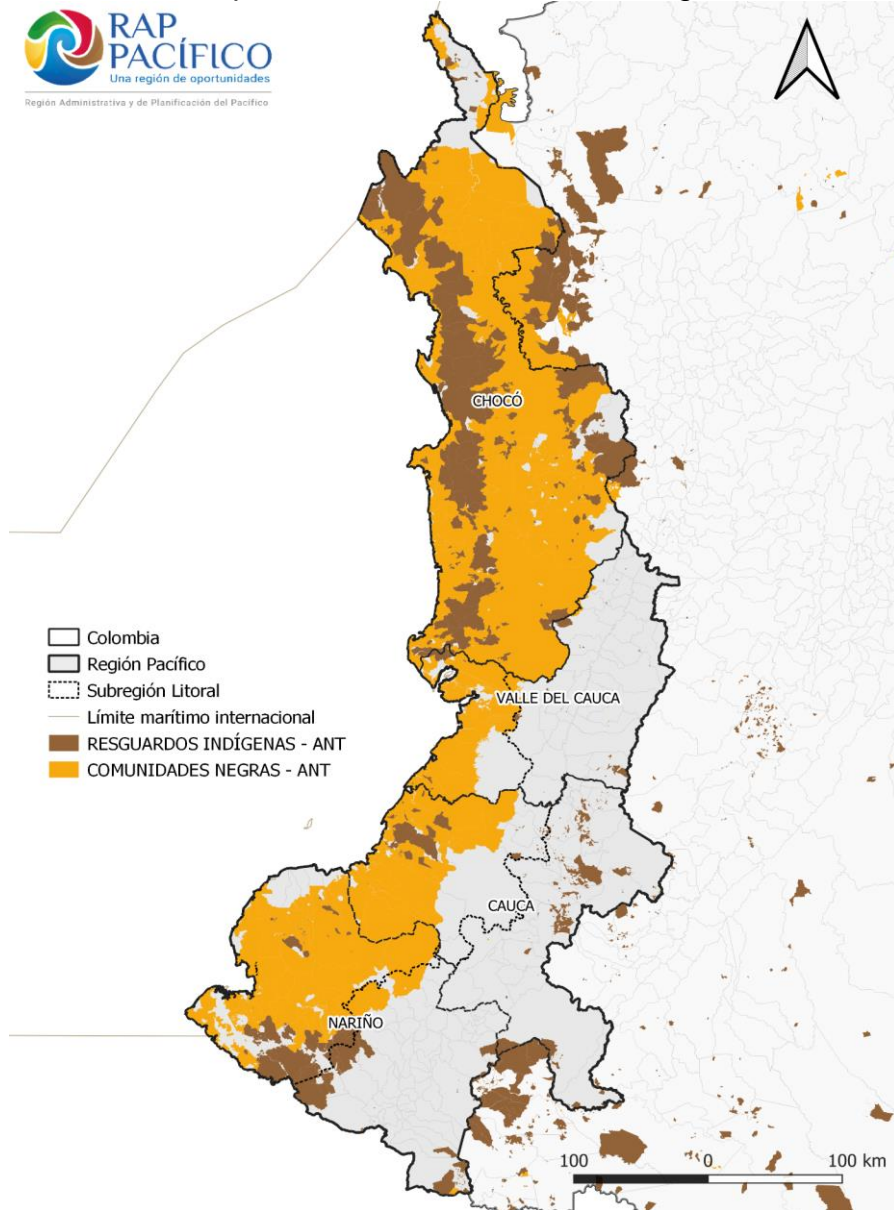 RAP
PACÍFICO
Una región de oportunidades
Región Administrativa y de Planificación del Pacífico
CHOCÓ
Colombia
Región Pacífico
Subregión Litoral
Límite marítimo internacional
RESGUARDOS INDÍGENAS - ANT
COMUNIDADES NEGRAS - ANT
VALLE DEL CAUCA
CAUCA
NARIÑO
100 0 100 km